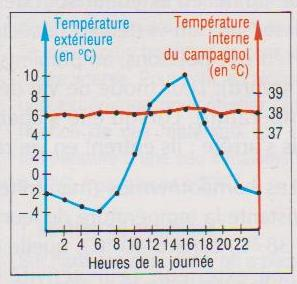 Température
extérieure
(en °C)
Température
interne
du campagnol
(en °C)
10
8
6
4
2
0
−2
−4
39
38
37
2 4 6 8 10 12 14 16 18 20 22
Heures de la journée